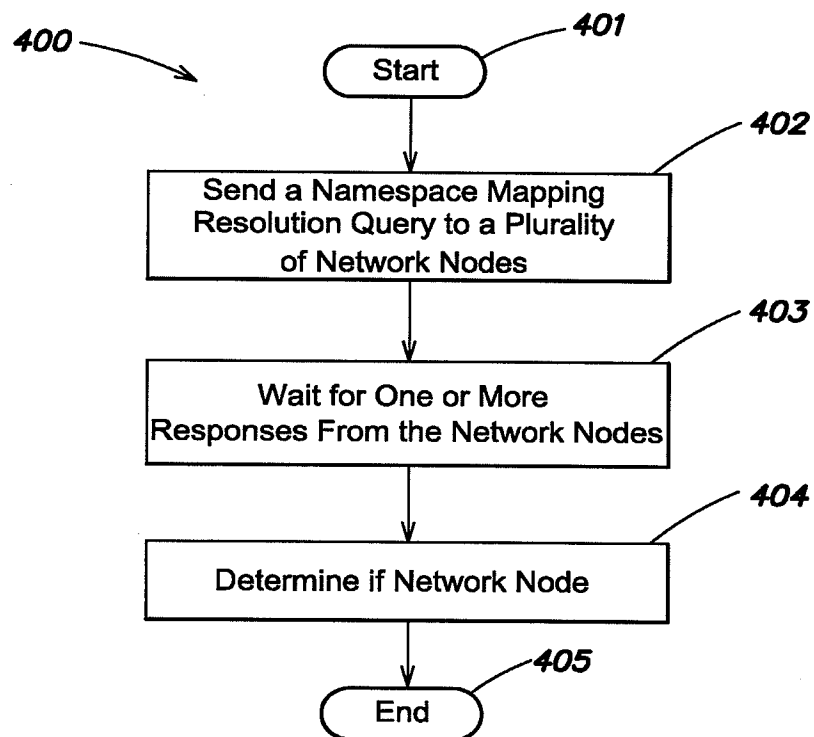 400
401
Start
402
Send a Namespace Mapping
Resolution Query to a Plurality
of Network Nodes
403
Wait for One or More
Responses From the Network Nodes
404
Determine if Network Node
405
End